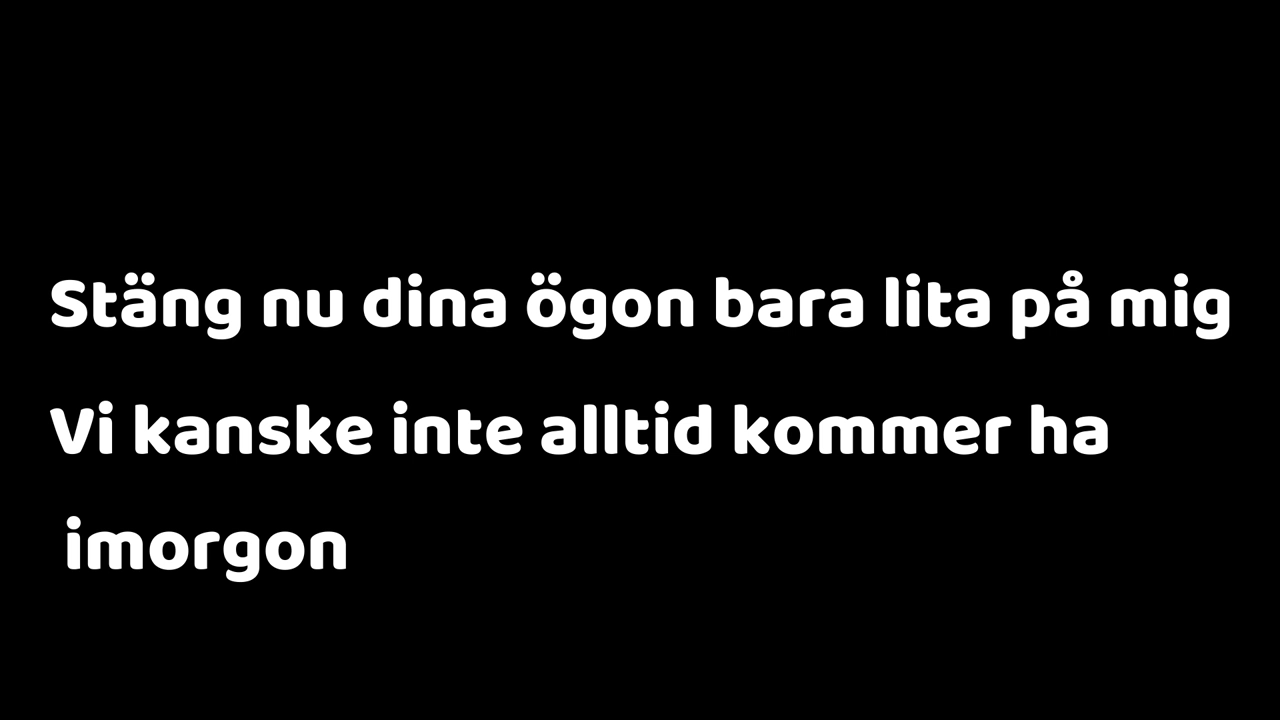 Stäng nu dina ögon bara lita på mig
Vi kanske inte alltid kommer ha
imorgon